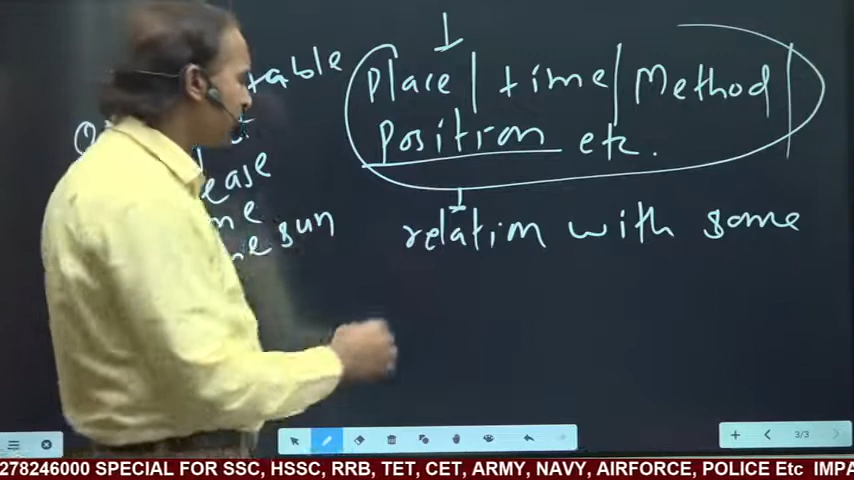 table
Place / time / Method
Position etc.
ease
me
sun
relation with some
3/3
278246000 SPECIAL FOR SSC, HSSC, RRB, TET, CET, ARMY, NAVY, AIRFORCE, POLICE Etc IMPA